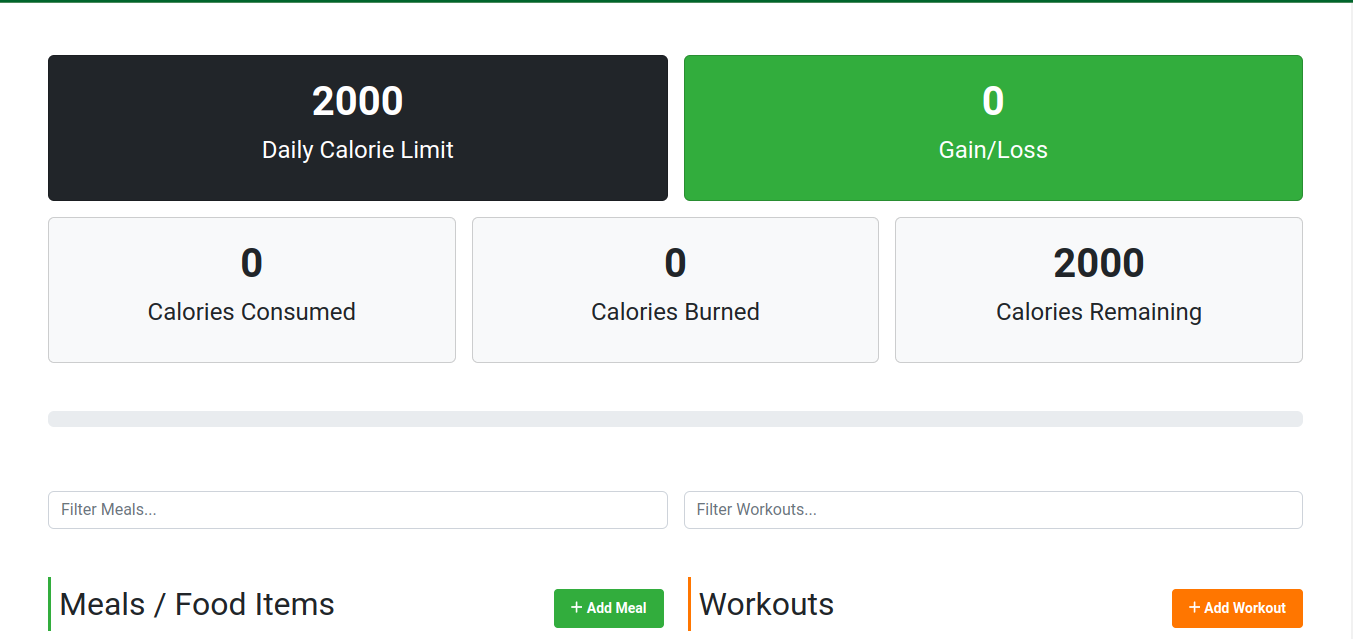 2000
Daily Calorie Limit
0
Gain/Loss
0
Calories Consumed
0
Calories Burned
2000
Calories Remaining
Filter Meals...
Filter Workouts...
Meals / Food Items
+ Add Meal
Workouts
+ Add Workout